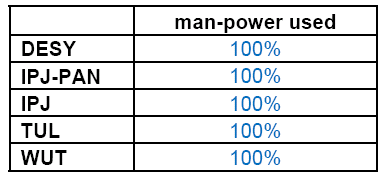 man-power used
DESY 100%
IPJ-PAN 100%
IPJ 100%
TUL 100%
WUT 100%